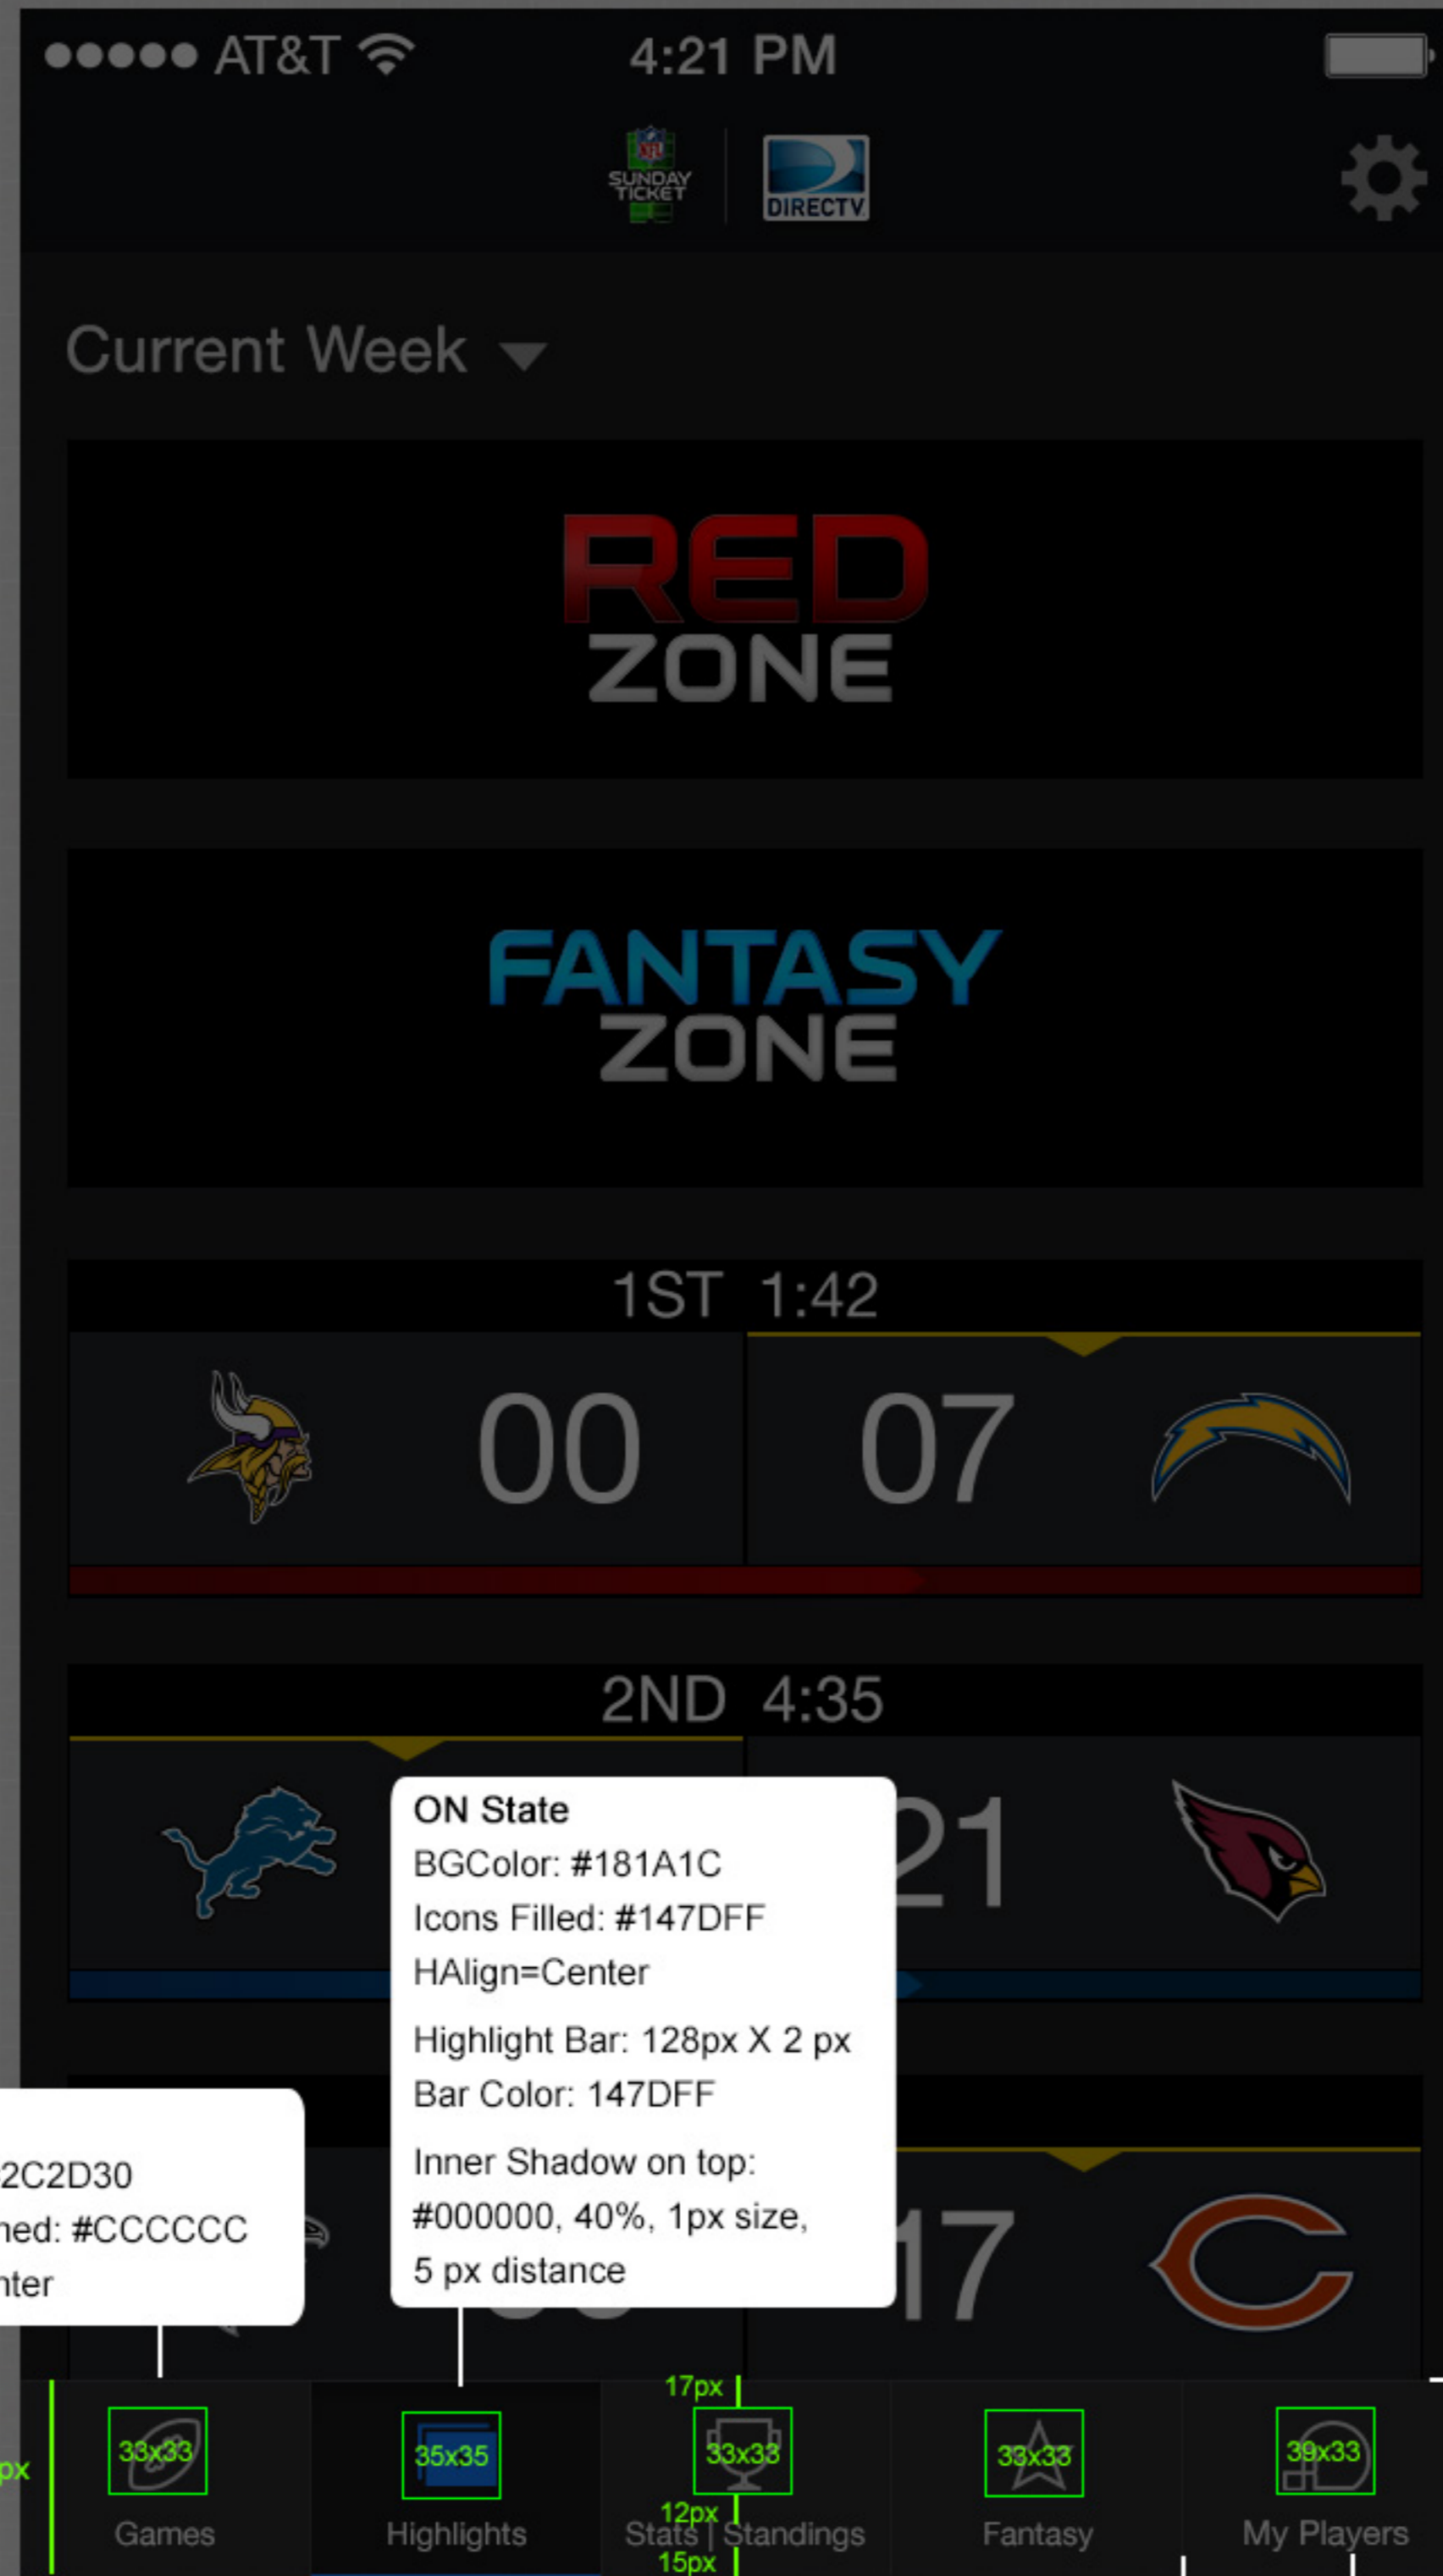 AT&T 4:21 PM
NFL
SUNDAY
TICKET
DIRECTV
Current Week
RED
ZONE
FANTASY
ZONE
1ST 1:42
00 07
2ND 4:35
21
ON State
BGColor: #181A1C
Icons Filled: #147DFF
HAlign=Center
Highlight Bar: 128px X 2 px
Bar Color: 147DFF
Inner Shadow on top:
#000000, 40%, 1px size,
5 px distance
2C2D30
ned: #CCCCCC
nter
17
17px
33x33 35x35 33x33 33x33 39x33
px
12px
Games Highlights Stats | Standings Fantasy My Players
15px